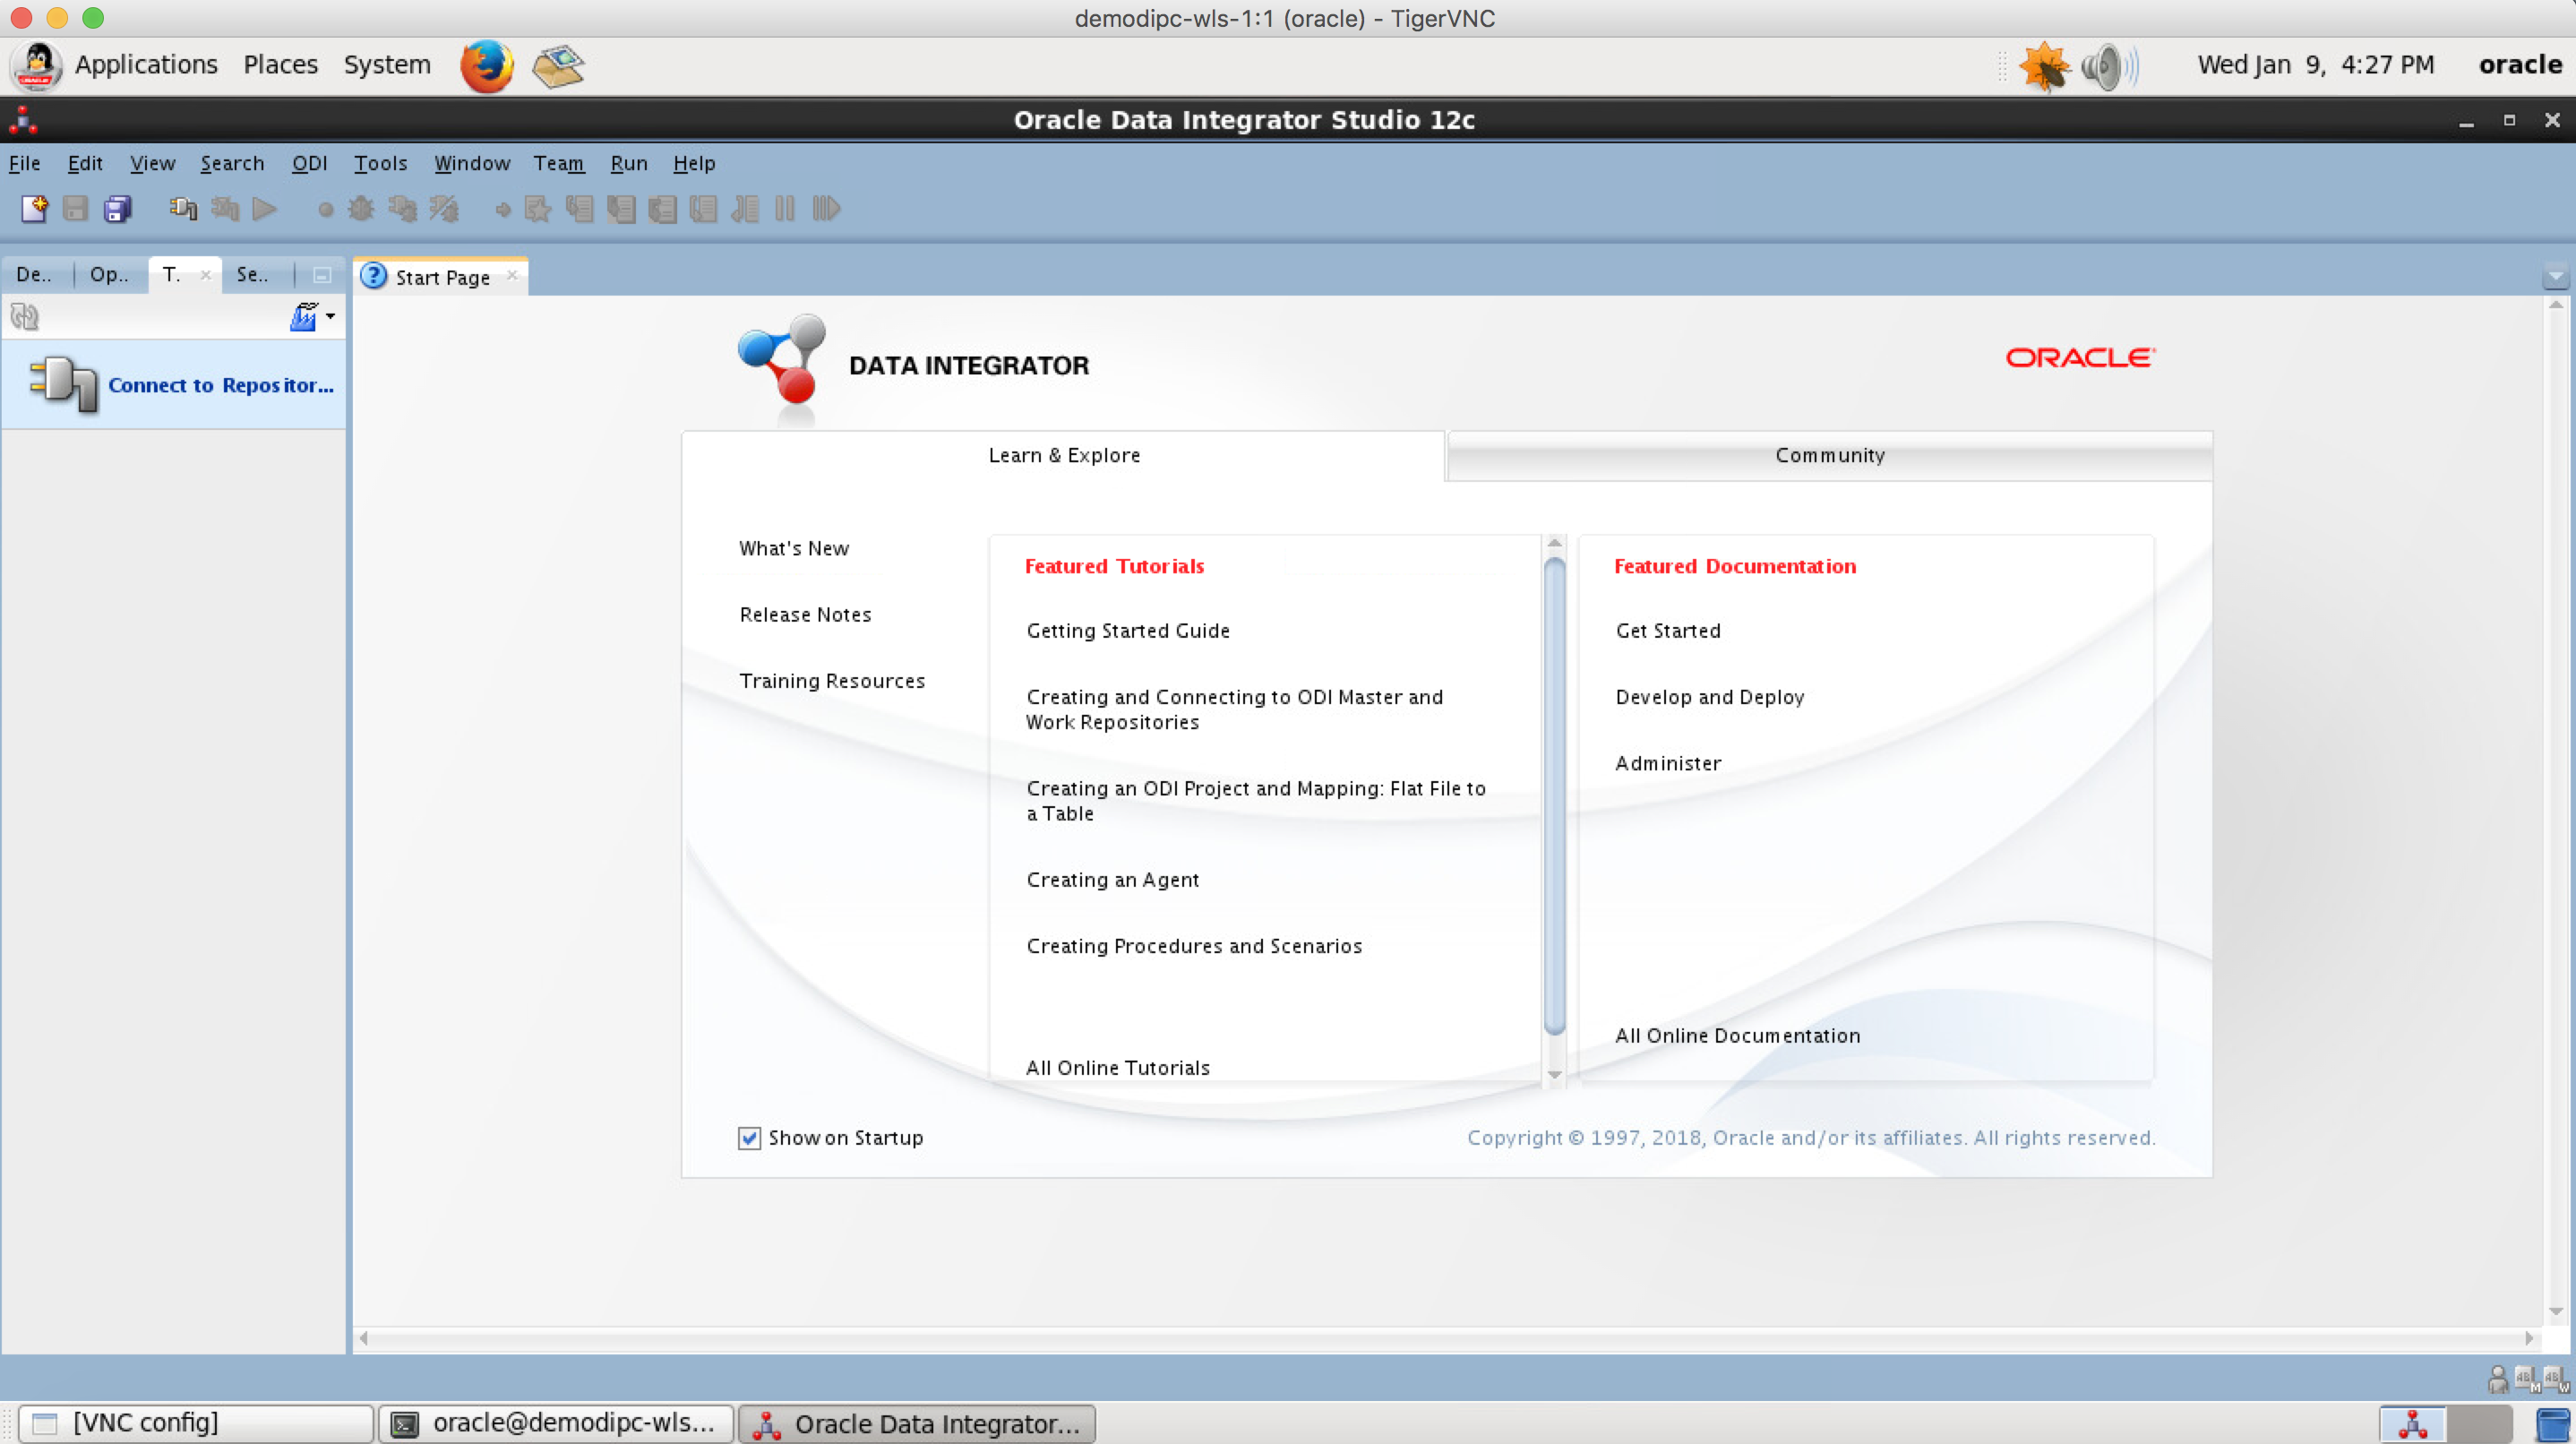 demodipc-wls-1:1 (oracle) - TigerVNC
Applications Places System Wed Jan 9, 4:27 PM oracle
Oracle Data Integrator Studio 12c
File Edit View Search ODI Tools Window Team Run Help
De.. Op.. T. Se.. Start Page
Connect to Repositor...
DATA INTEGRATOR
ORACLE
Learn & Explore
Community
What's New
Release Notes
Training Resources
Featured Tutorials
Getting Started Guide
Creating and Connecting to ODI Master and
Work Repositories
Creating an ODI Project and Mapping: Flat File to
a Table
Creating an Agent
Creating Procedures and Scenarios
All Online Tutorials
Featured Documentation
Get Started
Develop and Deploy
Administer
All Online Documentation
Show on Startup
Copyright © 1997, 2018, Oracle and/or its affiliates. All rights reserved.
[VNC config] oracle@demodipc-wls... Oracle Data Integrator...